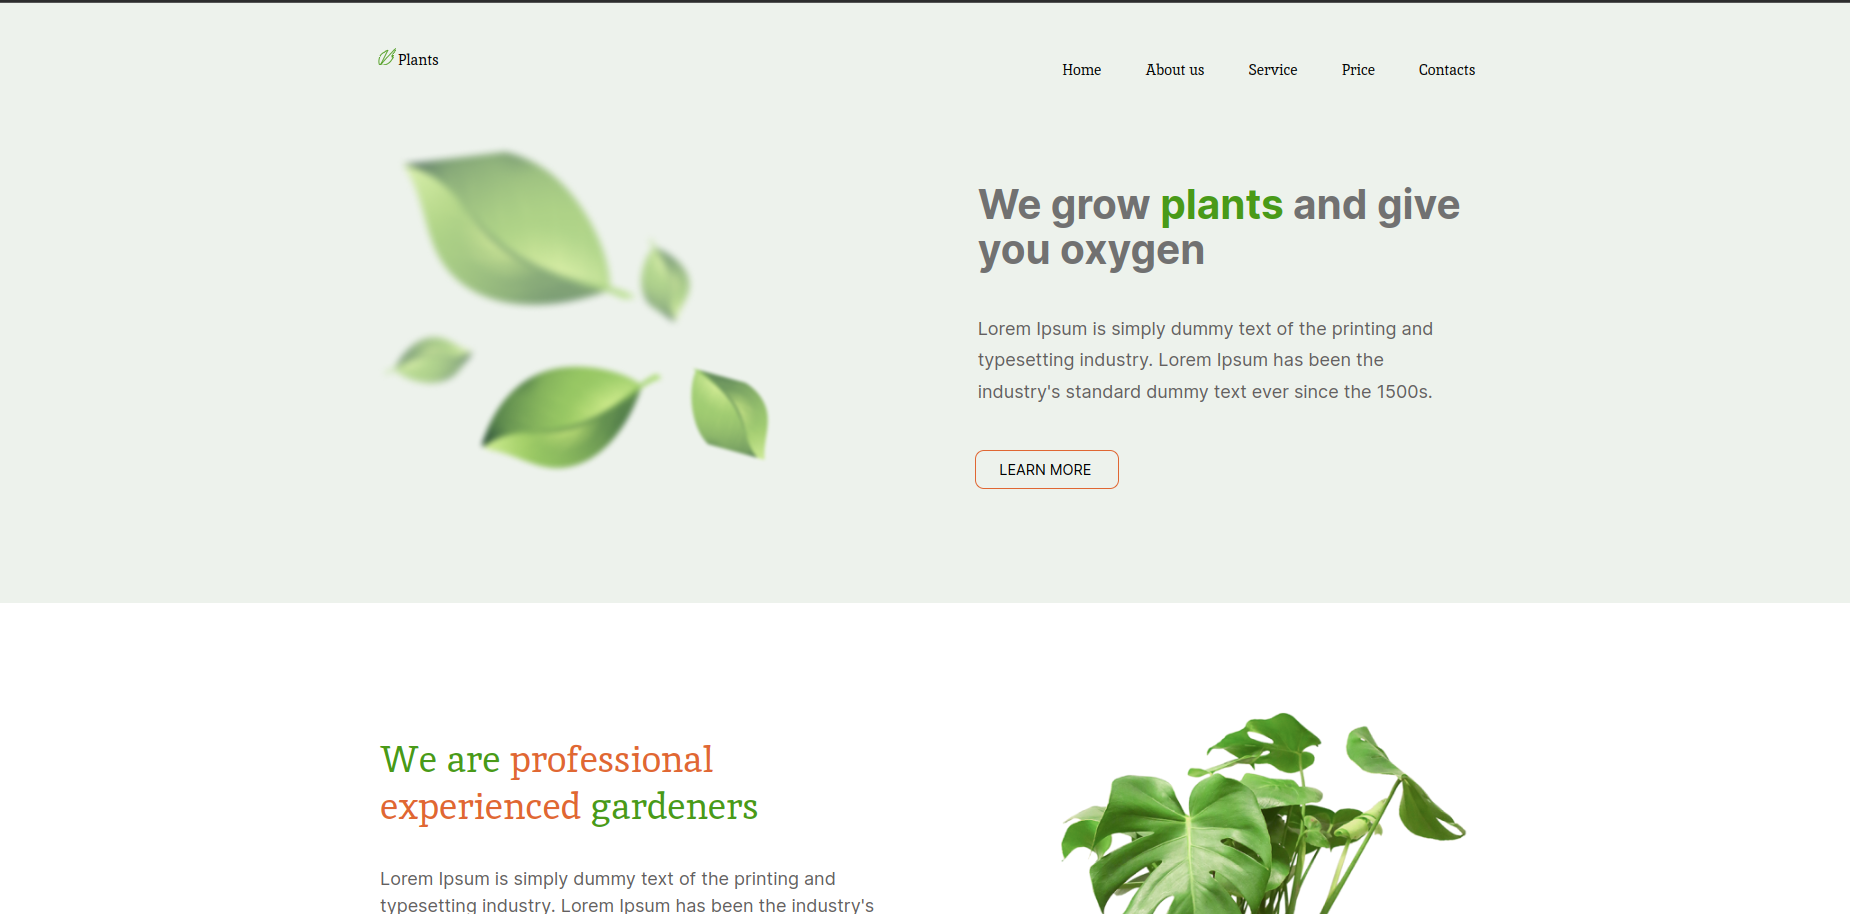 Plants
Home About us Service Price Contacts
We grow plants and give
you oxygen
Lorem Ipsum is simply dummy text of the printing and
typesetting industry. Lorem Ipsum has been the
industry's standard dummy text ever since the 1500s.
LEARN MORE
We are professional
experienced gardeners
Lorem Ipsum is simply dummy text of the printing and
typesetting industry. Lorem Ipsum has been the industry's